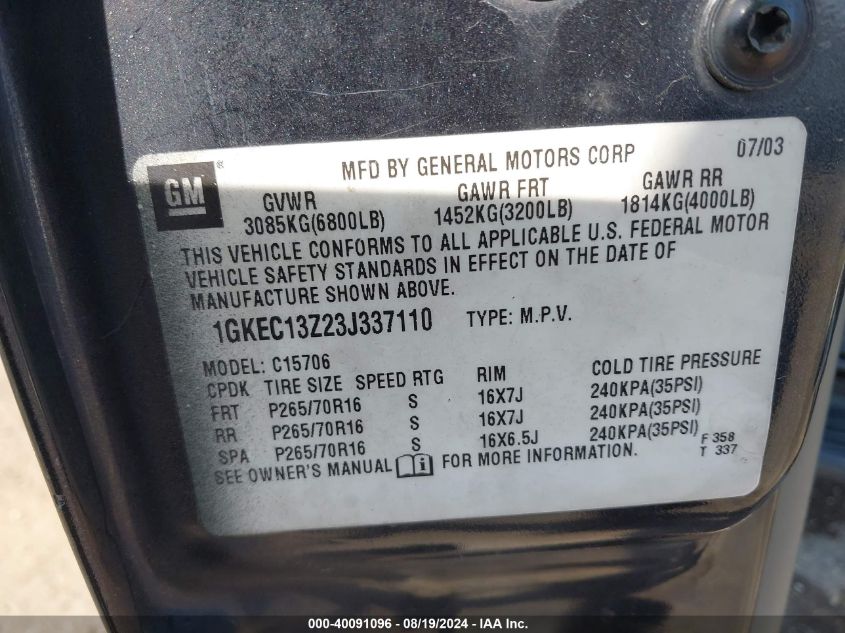 07/03
MFD BY GENERAL MOTORS CORP
GM®
GVWR GAWR FRT GAWR RR
3085KG(6800LB) 1452KG(3200LB) 1814KG(4000LB)
THIS VEHICLE CONFORMS TO ALL APPLICABLE U.S. FEDERAL MOTOR
VEHICLE SAFETY STANDARDS IN EFFECT ON THE DATE OF
MANUFACTURE SHOWN ABOVE.
1GKEC13Z23J337110 TYPE: M.P.V.
MODEL: C15706
CPDK TIRE SIZE SPEED RTG RIM COLD TIRE PRESSURE
FRT P265/70R16 S 16X7J 240KPA(35PSI)
RR P265/70R16 S 16X7J 240KPA(35PSI)
SPA P265/70R16 S 16X6.5J 240KPA(35PSI)
SEE OWNER'S MANUAL i FOR MORE INFORMATION.
F 358
T 337
000-40091096 - 08/19/2024 - IAA Inc.